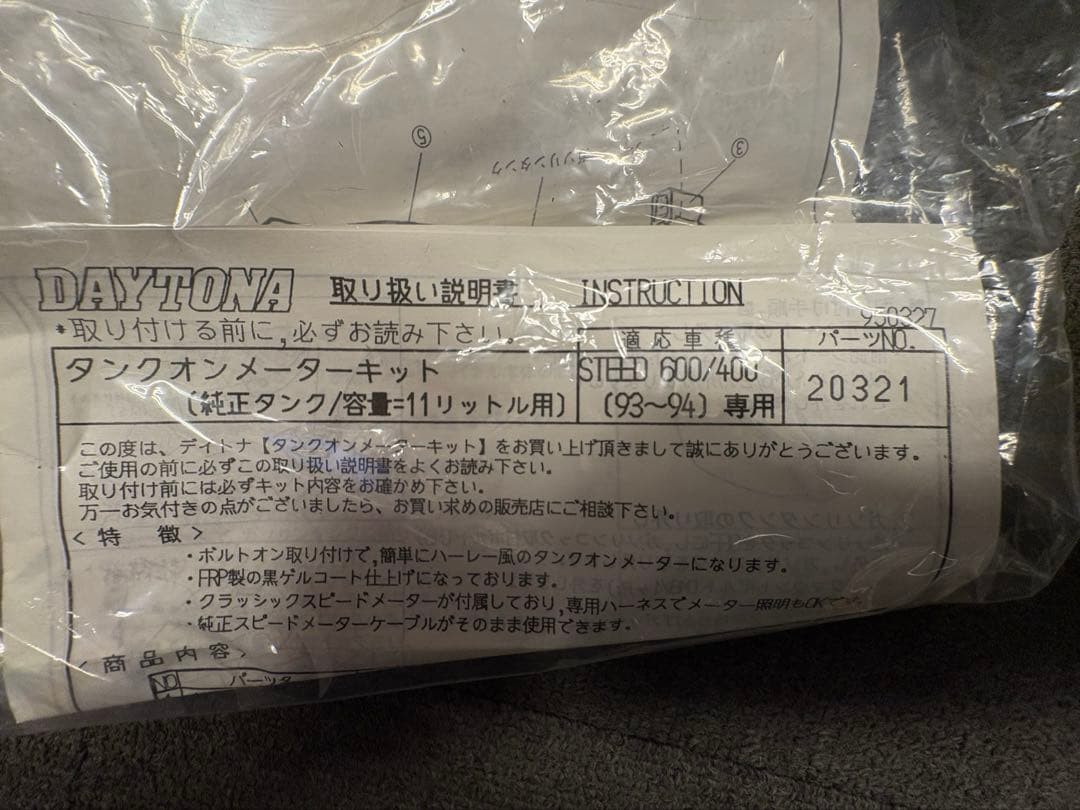 ⑤
ガソリンタンク
③
DAYTONA 取り扱い説明書 INSTRUCTION
950327
*取り付ける前に,必ずお読み下さい。
適応車種 パーツNO.
タンクオンメーターキット
(純正タンク/容量=11リットル用)
STEED 600/400
(93～94)専用
20321
この度は、デイトナ【タンクオンメーターキット】をお買い上げ頂きまして誠にありがとうございます。
ご使用の前に必ずこの取り扱い説明書をよくお読み下さい。
取り付け前には必ずキット内容をお確かめ下さい。
万一お気付きの点がございましたら、お買い求めの販売店にご相談下さい。
<特 徴>
・ボルトオン取り付けで,簡単にハーレー風のタンクオンメーターになります。
・FRP製の黒ゲルコート仕上げになっております。
・クラッシックスピードメーターが付属しており,専用ハーネスでメーター照明もOKです。
・純正スピードメーターケーブルがそのまま使用できます。
<商品内容>
NO パーツ